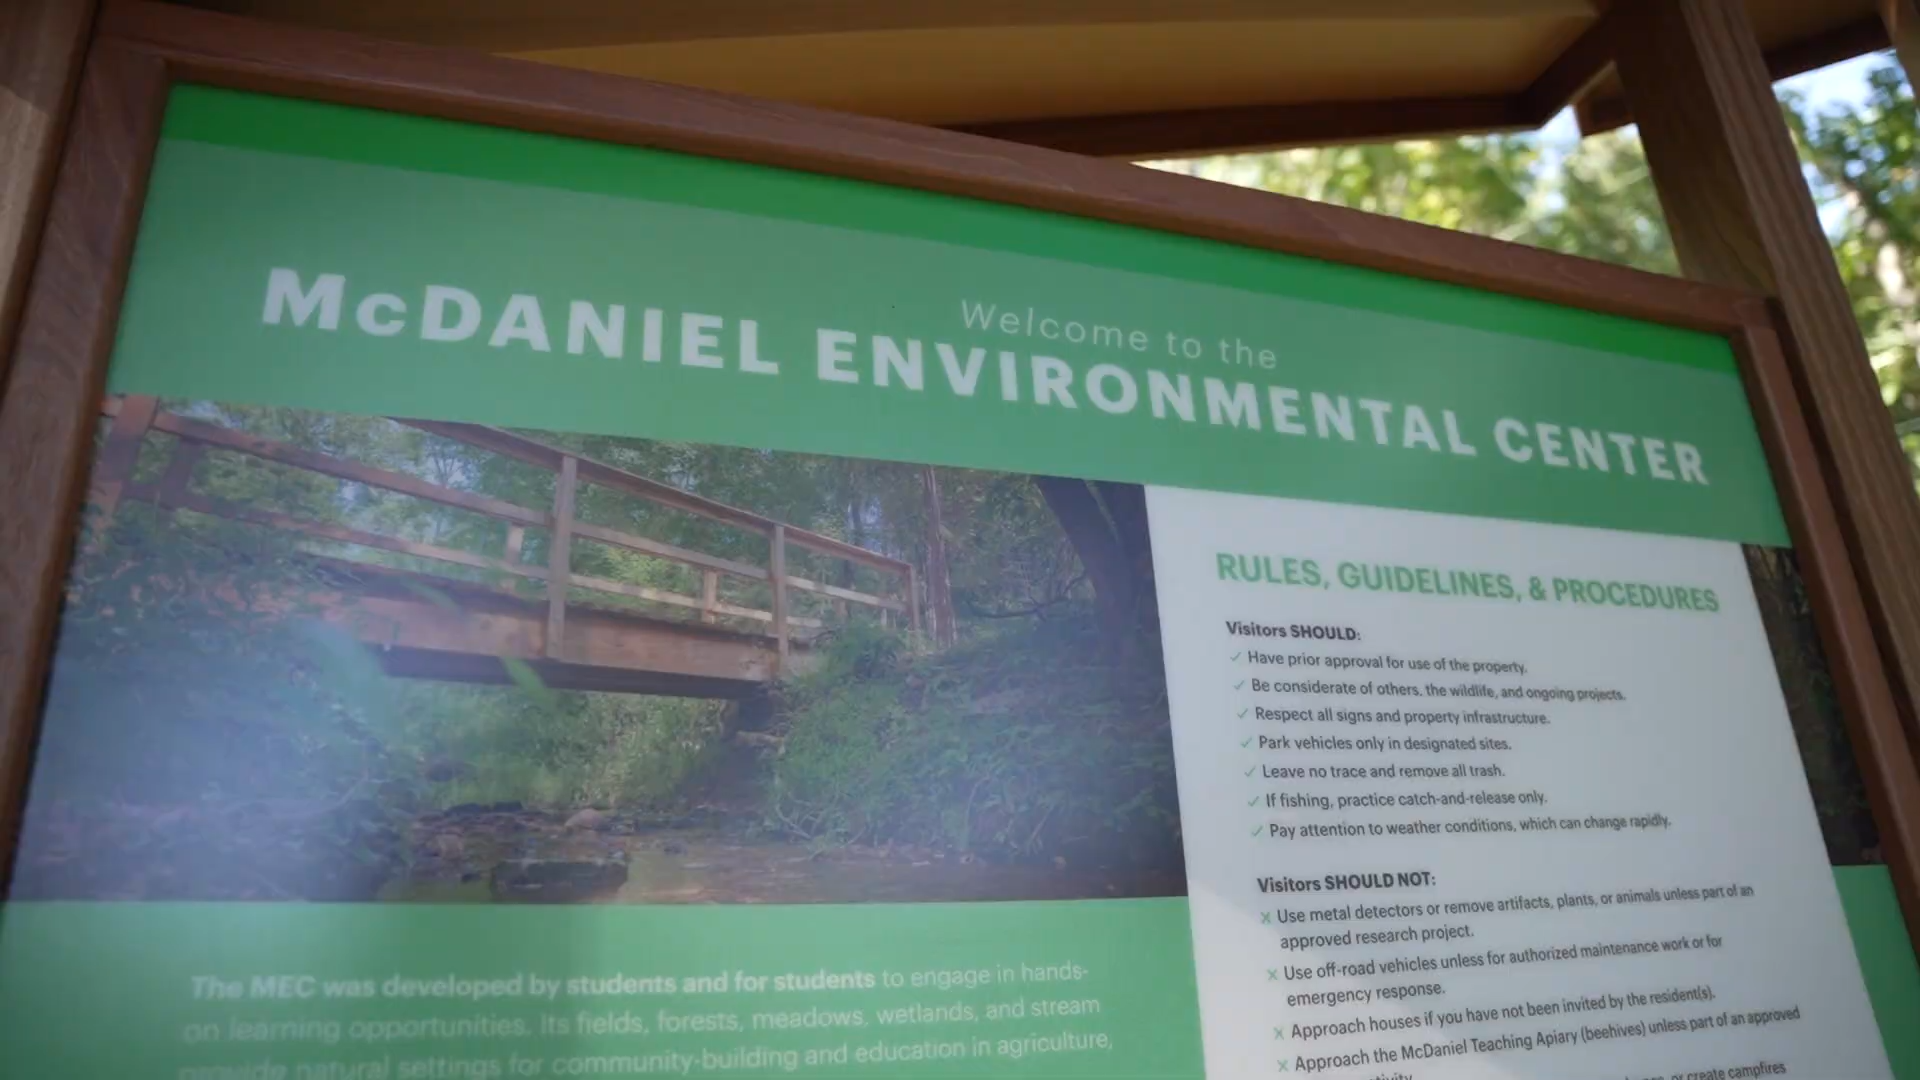 Welcome to the
McDANIEL ENVIRONMENTAL CENTER
RULES, GUIDELINES, & PROCEDURES
Visitors SHOULD:
✓ Have prior approval for use of the property.
✓ Be considerate of others, the wildlife, and ongoing projects.
✓ Respect all signs and property infrastructure.
✓ Park vehicles only in designated sites.
✓ Leave no trace and remove all trash.
✓ If fishing, practice catch-and-release only.
✓ Pay attention to weather conditions, which can change rapidly.
Visitors SHOULD NOT:
× Use metal detectors or remove artifacts, plants, or animals unless part of an
approved research project.
× Use off-road vehicles unless for authorized maintenance work or for
emergency response.
× Approach houses if you have not been invited by the resident(s).
× Approach the McDaniel Teaching Apiary (beehives) unless part of an approved
or create campfires
The MEC was developed by students and for students to engage in hands-
on learning opportunities. Its fields, forests, meadows, wetlands, and stream
provide natural settings for community-building and education in agriculture,